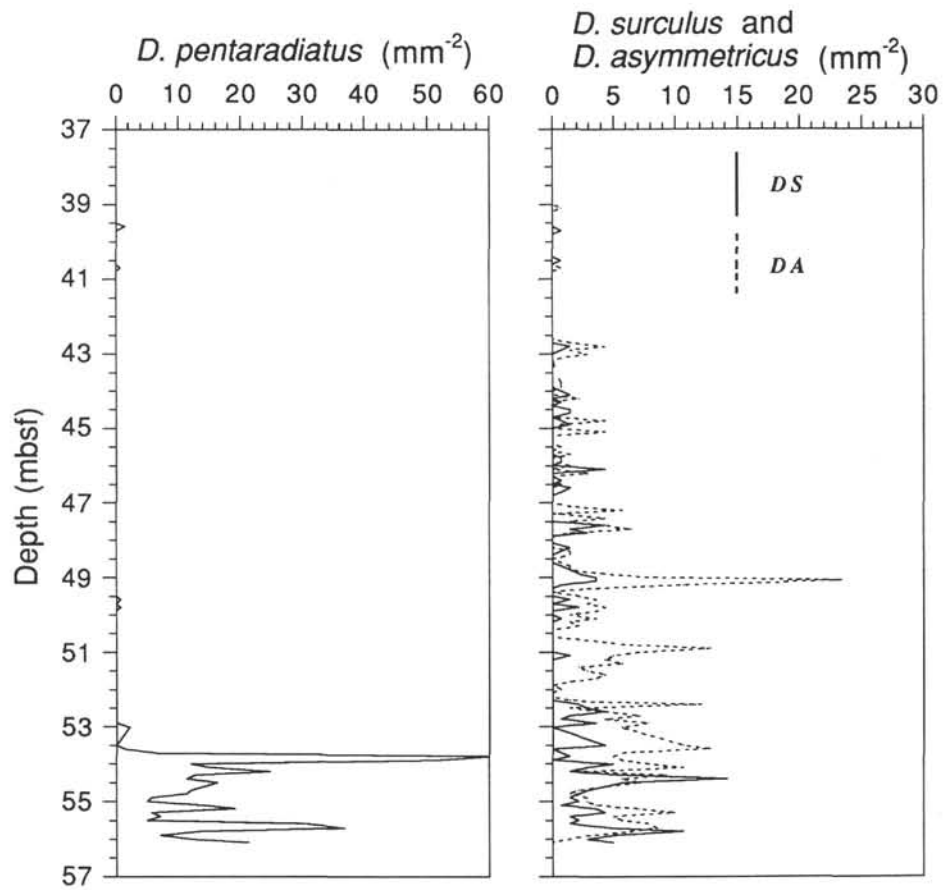 D. pentaradiatus (mm-2)
D. surculus and
D. asymmetricus (mm-2)
0 10 20 30 40 50 60
0 5 10 15 20 25 30
Depth (mbsf)
37
39
41
43
45
47
49
51
53
55
57
DS
DA